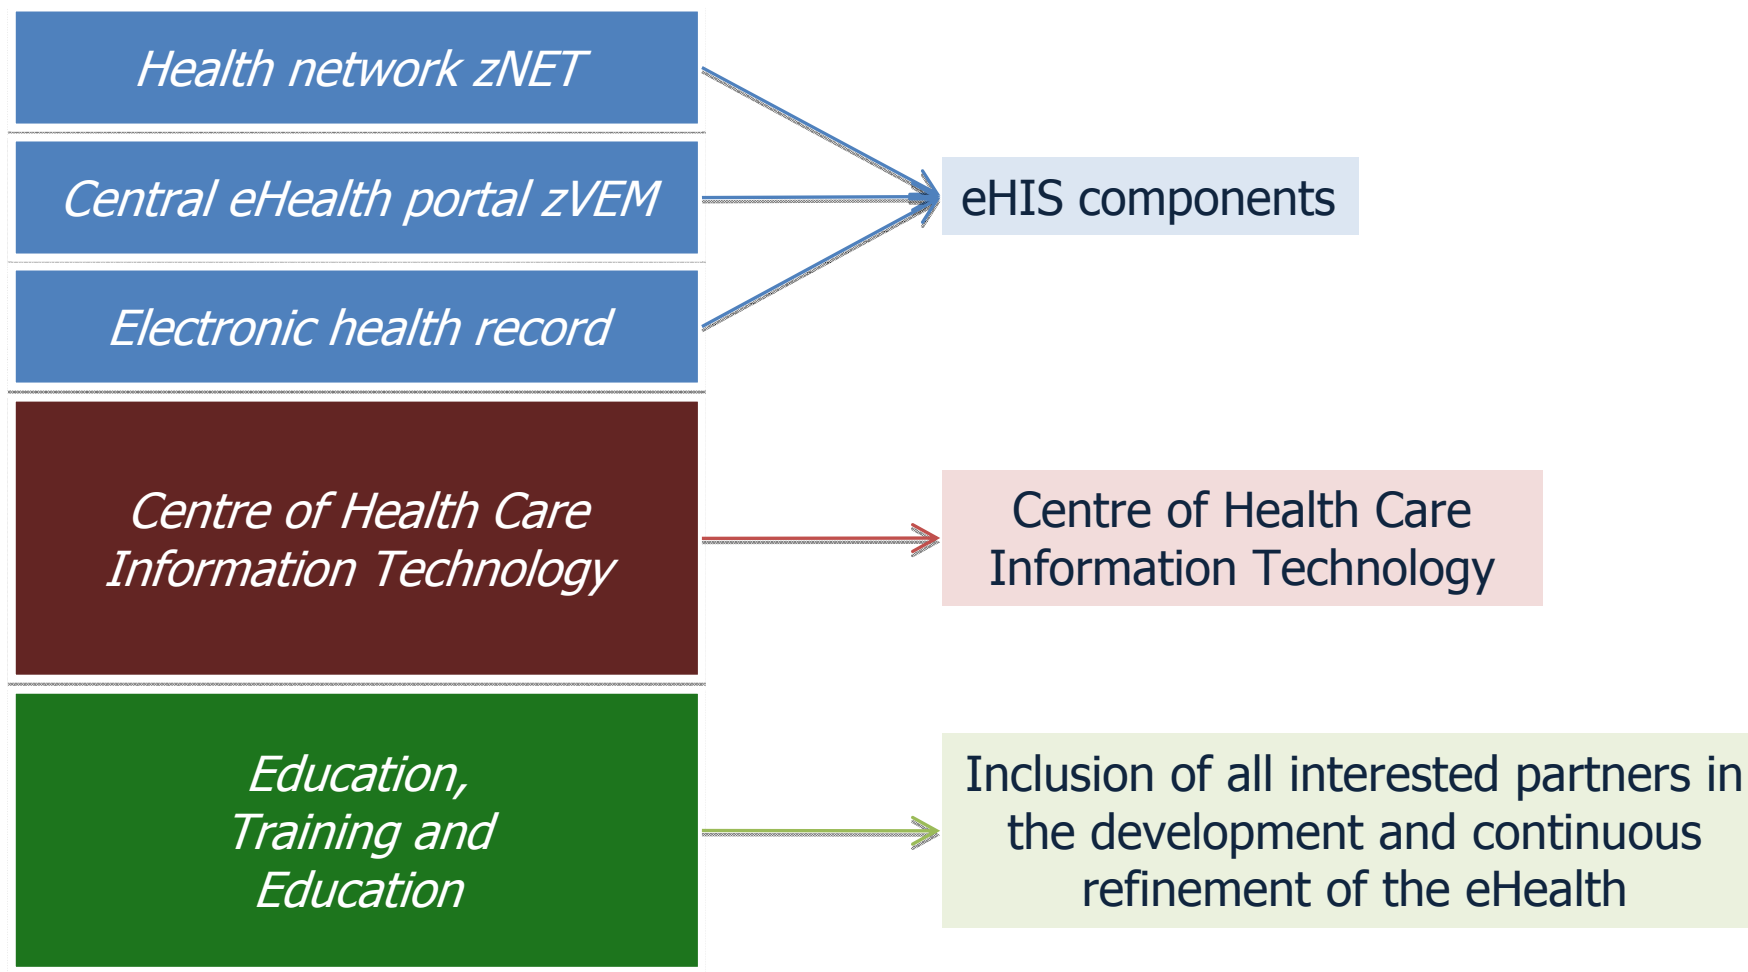 Health network zNET
Central eHealth portal zVEM
Electronic health record
eHIS components
Centre of Health Care
Information Technology
Centre of Health Care
Information Technology
Education,
Training and
Education
Inclusion of all interested partners in
the development and continuous
refinement of the eHealth